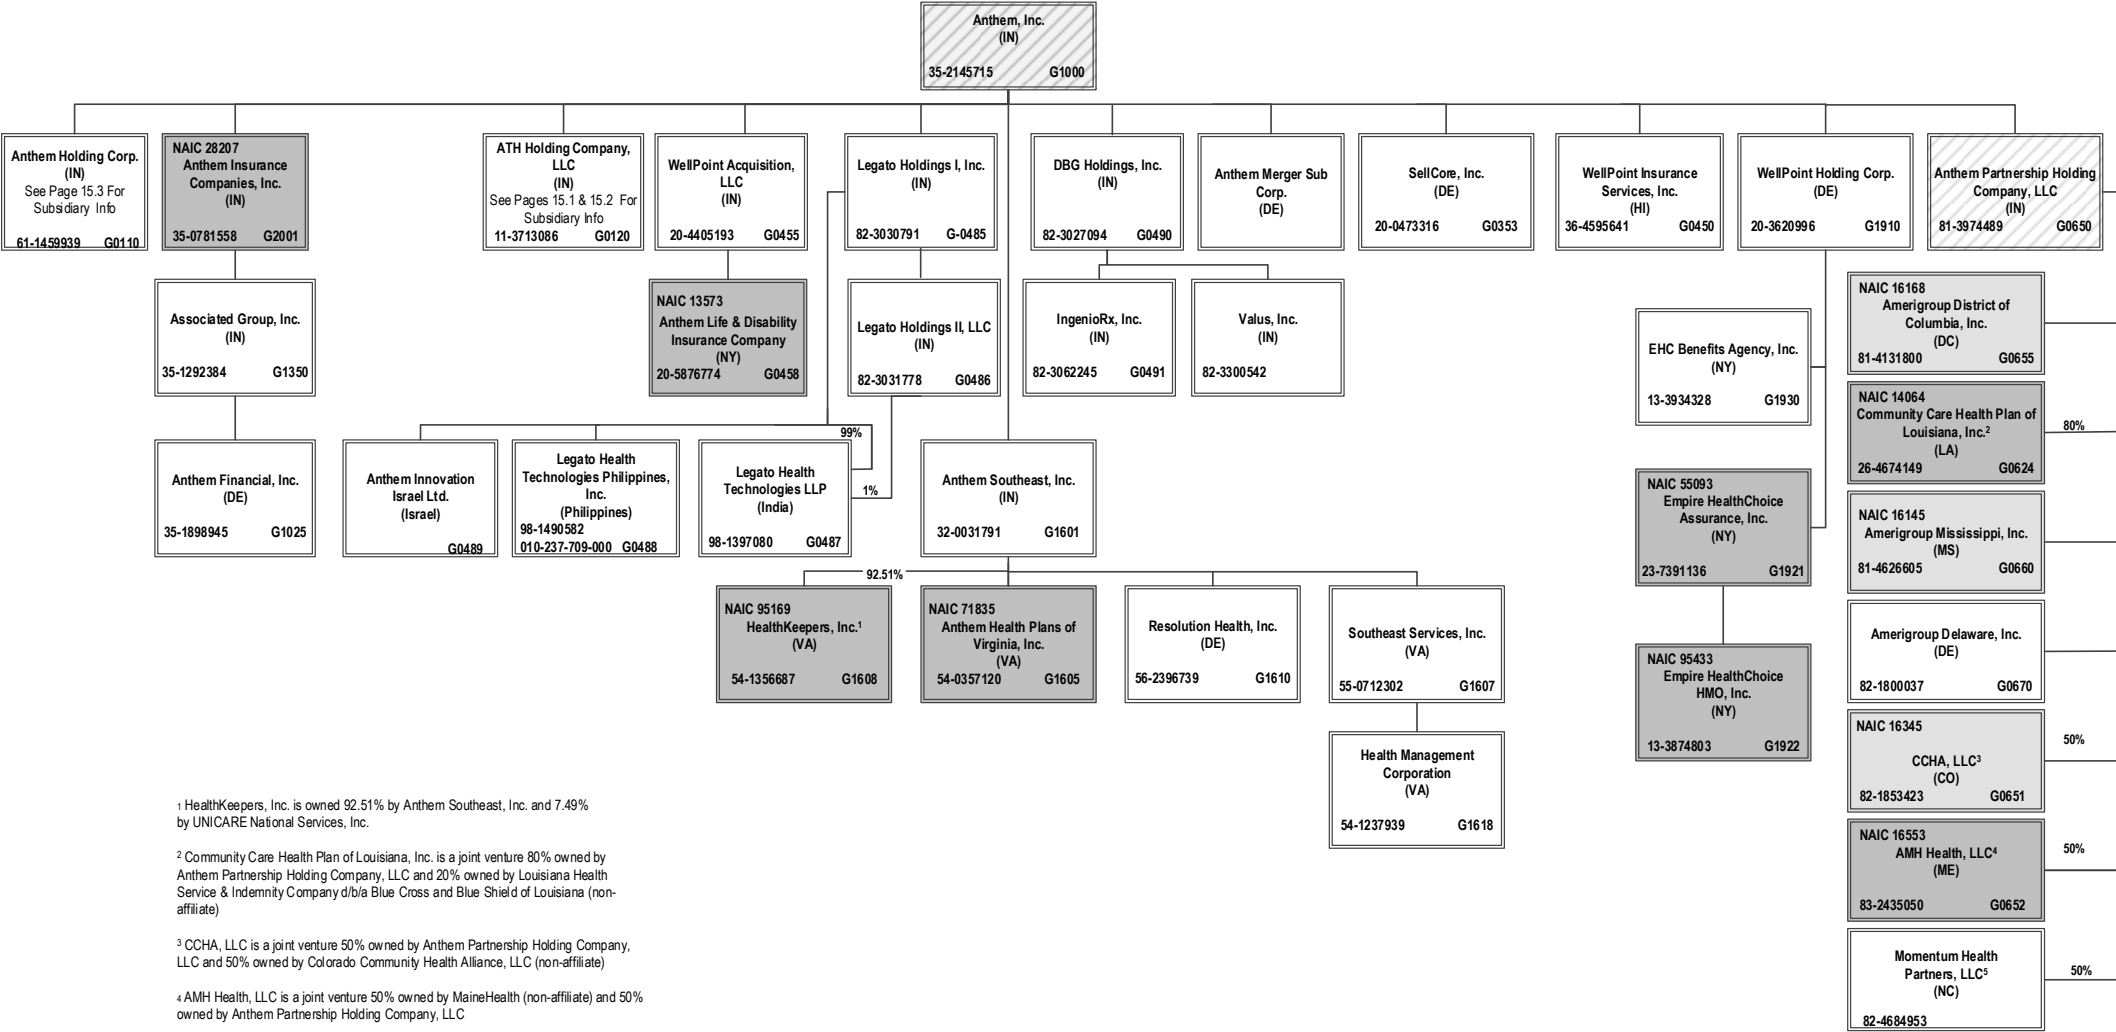 Anthem, Inc.
(IN)
35-2145715 G1000
Anthem Holding Corp.
(IN)
See Page 15.3 For
Subsidiary Info
61-1459939 G0110
NAIC 28207
Anthem Insurance
Companies, Inc.
(IN)
35-0781558 G2001
ATH Holding Company,
LLC
(IN)
See Pages 15.1 & 15.2 For
Subsidiary Info
11-3713086 G0120
WellPoint Acquisition,
LLC
(IN)
20-4405193 G0455
Legato Holdings I, Inc.
(IN)
82-3030791 G-0485
DBG Holdings, Inc.
(IN)
82-3027094 G0490
Anthem Merger Sub
Corp.
(DE)
SellCore, Inc.
(DE)
20-0473316 G0353
WellPoint Insurance
Services, Inc.
(HI)
36-4595641 G0450
WellPoint Holding Corp.
(DE)
20-3620996 G1910
Anthem Partnership Holding
Company, LLC
(IN)
81-3974489 G0650
Associated Group, Inc.
(IN)
35-1292384 G1350
NAIC 13573
Anthem Life & Disability
Insurance Company
(NY)
20-5876774 G0458
Legato Holdings II, LLC
(IN)
82-3031778 G0486
IngenioRx, Inc.
(IN)
82-3062245 G0491
Valus, Inc.
(IN)
82-3300542
EHC Benefits Agency, Inc.
(NY)
13-3934328 G1930
NAIC 16168
Amerigroup District of
Columbia, Inc.
(DC)
81-4131800 G0655
NAIC 14064
Community Care Health Plan of
Louisiana, Inc.2
(LA)
26-4674149 G0624
80%
99%
1%
Anthem Financial, Inc.
(DE)
35-1898945 G1025
Anthem Innovation
Israel Ltd.
(Israel)
G0489
Legato Health
Technologies Philippines,
Inc.
(Philippines)
98-1490582
010-237-709-000 G0488
Legato Health
Technologies LLP
(India)
98-1397080 G0487
Anthem Southeast, Inc.
(IN)
32-0031791 G1601
NAIC 55093
Empire HealthChoice
Assurance, Inc.
(NY)
23-7391136 G1921
NAIC 16145
Amerigroup Mississippi, Inc.
(MS)
81-4626605 G0660
92.51%
NAIC 95169
HealthKeepers, Inc.1
(VA)
54-1356687 G1608
NAIC 71835
Anthem Health Plans of
Virginia, Inc.
(VA)
54-0357120 G1605
Resolution Health, Inc.
(DE)
56-2396739 G1610
Southeast Services, Inc.
(VA)
55-0712302 G1607
NAIC 95433
Empire HealthChoice
HMO, Inc.
(NY)
13-3874803 G1922
Amerigroup Delaware, Inc.
(DE)
82-1800037 G0670
Health Management
Corporation
(VA)
54-1237939 G1618
NAIC 16345
CCHA, LLC3
(CO)
82-1853423 G0651
50%
NAIC 16553
AMH Health, LLC4
(ME)
83-2435050 G0652
50%
Momentum Health
Partners, LLC5
(NC)
82-4684953
50%
1 HealthKeepers, Inc. is owned 92.51% by Anthem Southeast, Inc. and 7.49%
by UNICARE National Services, Inc.
2 Community Care Health Plan of Louisiana, Inc. is a joint venture 80% owned by
Anthem Partnership Holding Company, LLC and 20% owned by Louisiana Health
Service & Indemnity Company d/b/a Blue Cross and Blue Shield of Louisiana (non-
affiliate)
3 CCHA, LLC is a joint venture 50% owned by Anthem Partnership Holding Company,
LLC and 50% owned by Colorado Community Health Alliance, LLC (non-affiliate)
4 AMH Health, LLC is a joint venture 50% owned by MaineHealth (non-affiliate) and 50%
owned by Anthem Partnership Holding Company, LLC